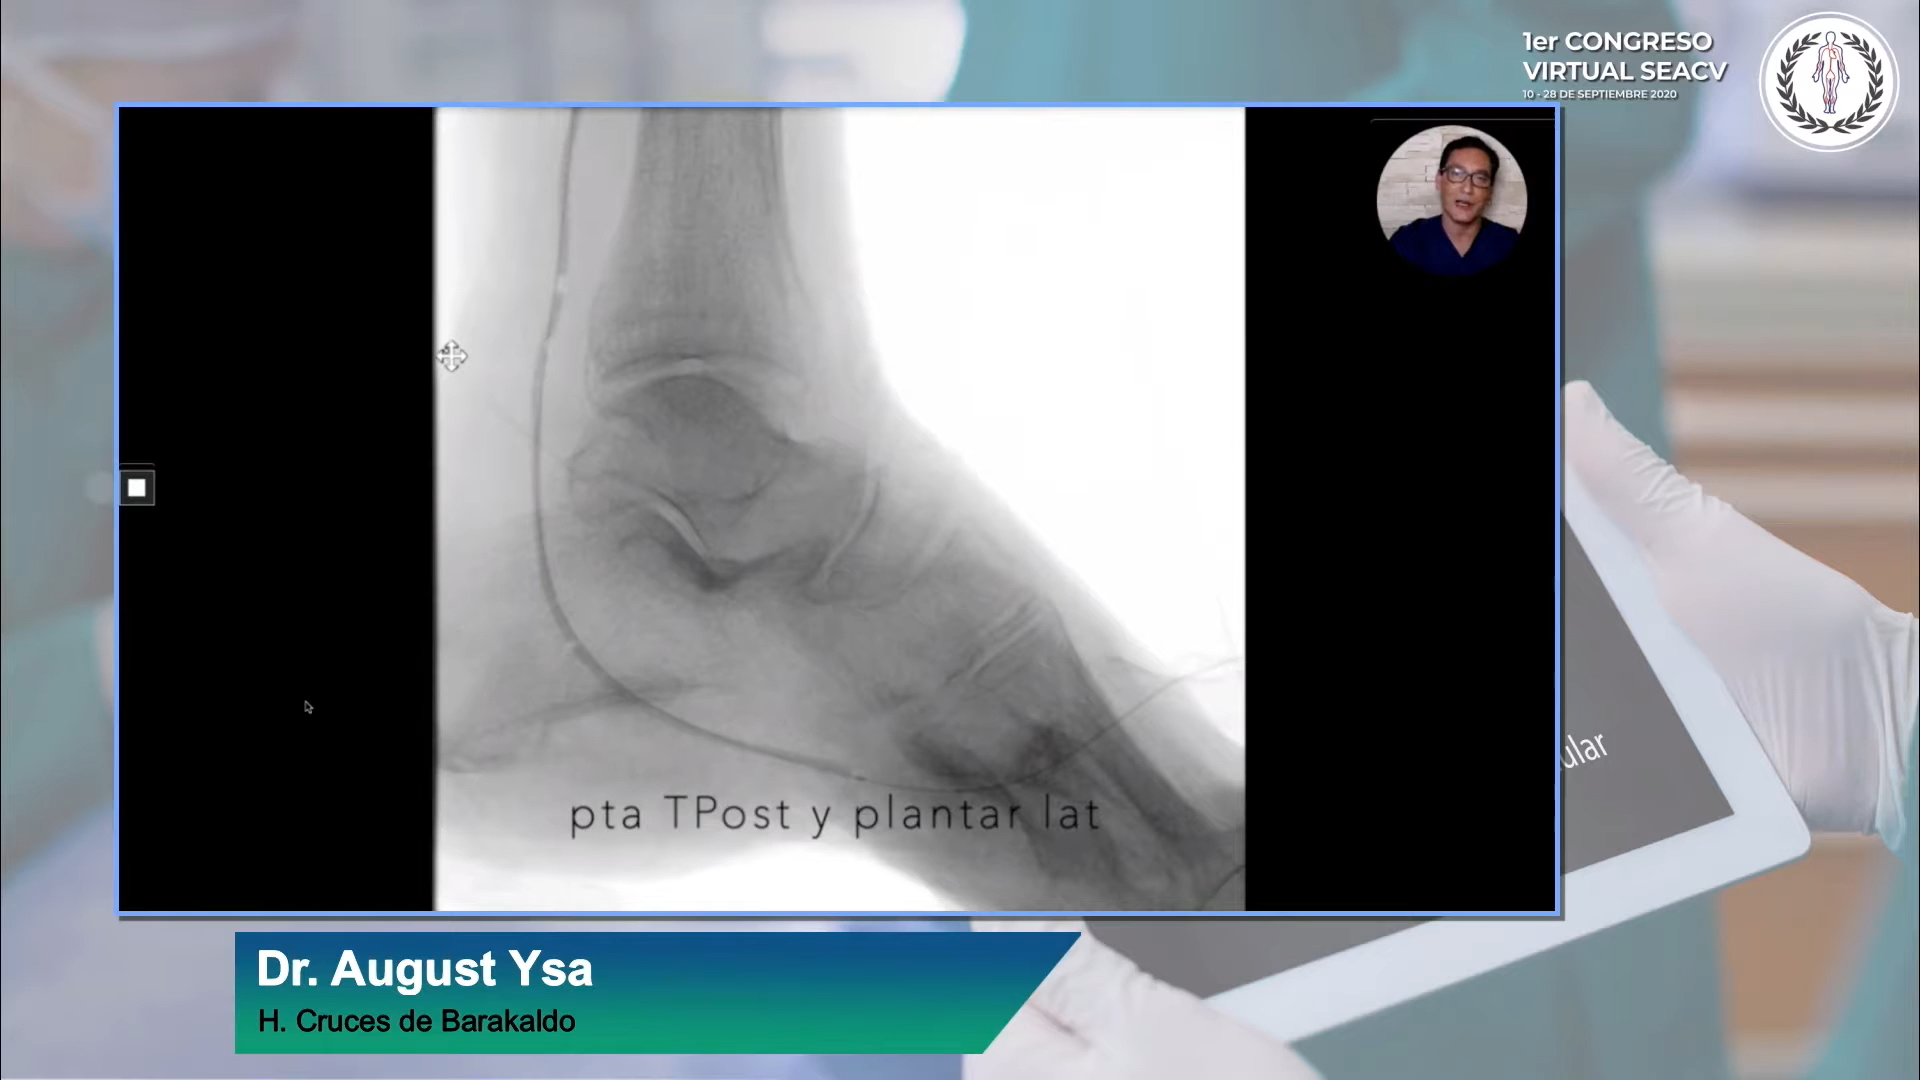 1er CONGRESO
VIRTUAL SEACV
10 - 28 DE SEPTIEMBRE 2020
pta TPost y plantar lat
Dr. August Ysa
H. Cruces de Barakaldo